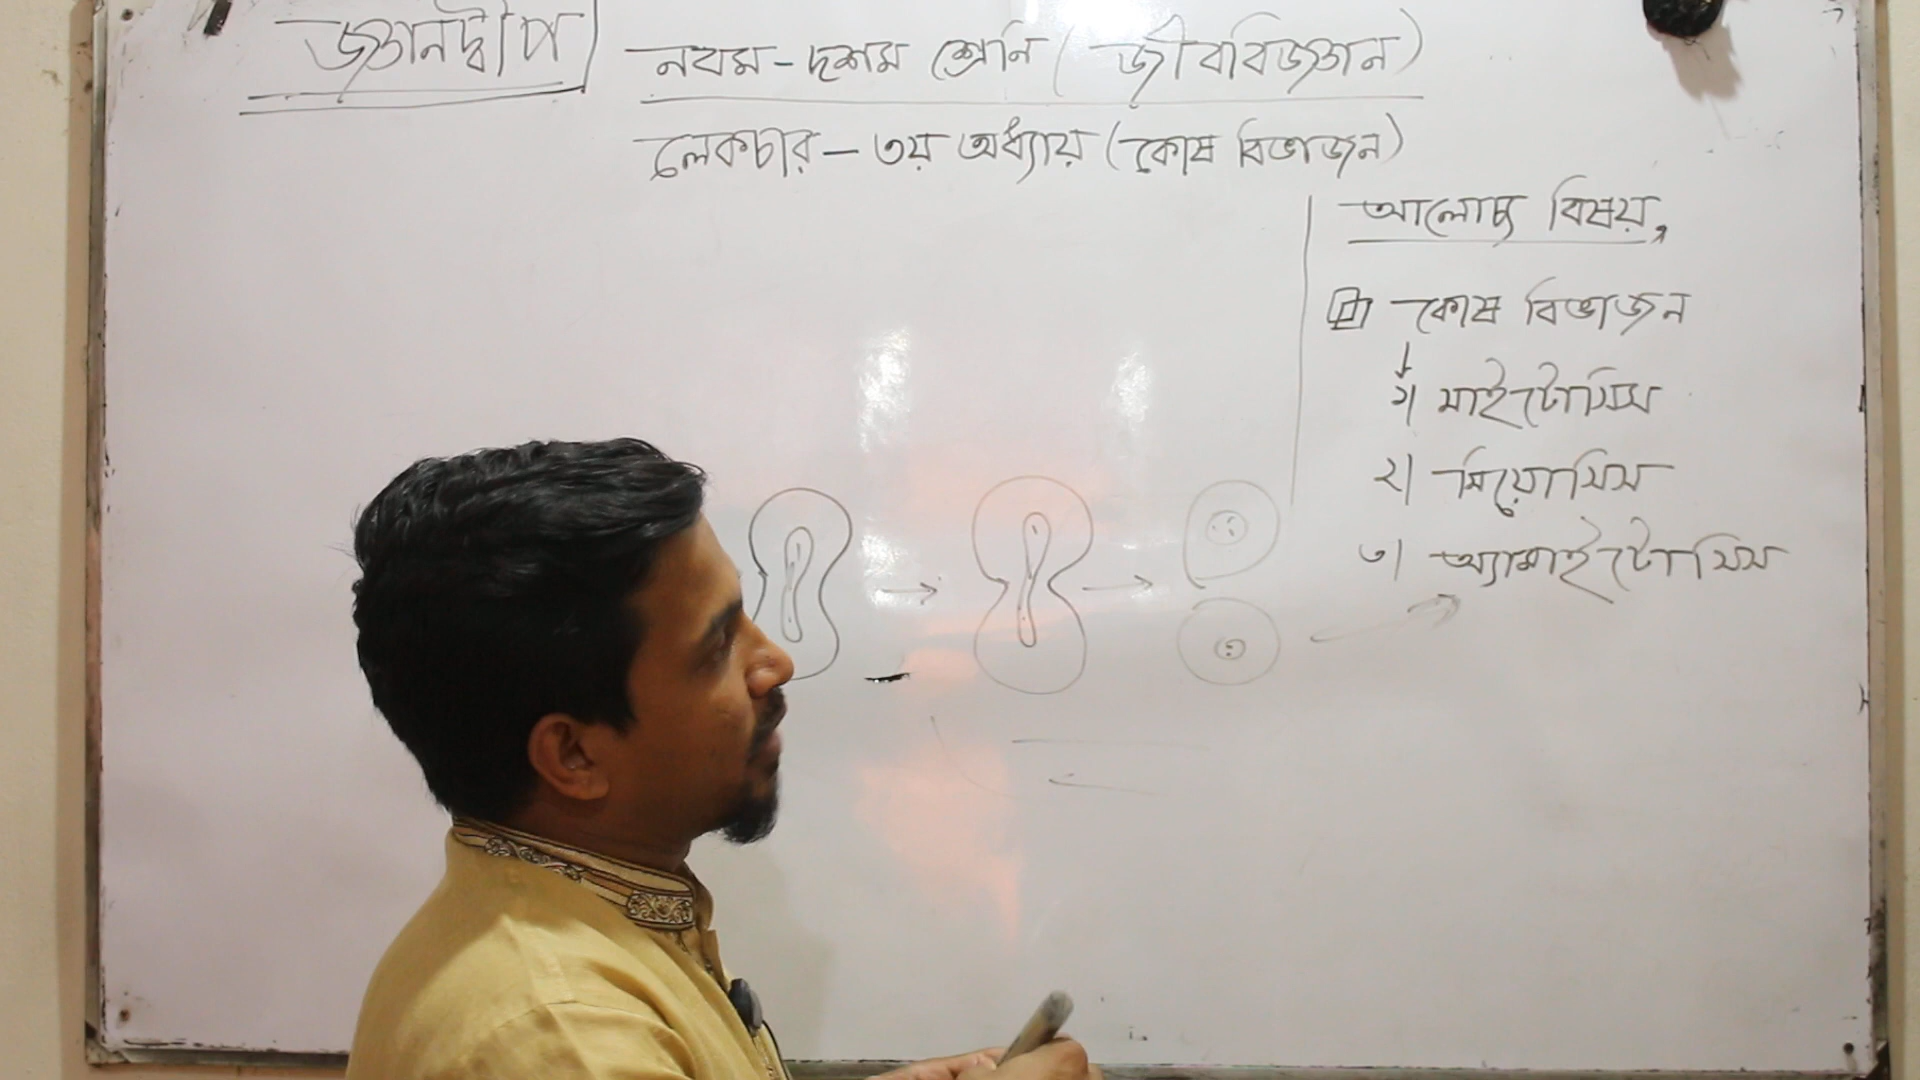 জ্ঞানদ্বীপ
নবম-দশম শ্রেনি (জীববিজ্ঞান)
লেকচার - ৩য় অধ্যায় (কোষ বিভাজন)
আলোচ্য বিষয়,
কোষ বিভাজন
১) মাইটোসিস
২) মিয়োসিস
৩) অ্যামাইটোসিস